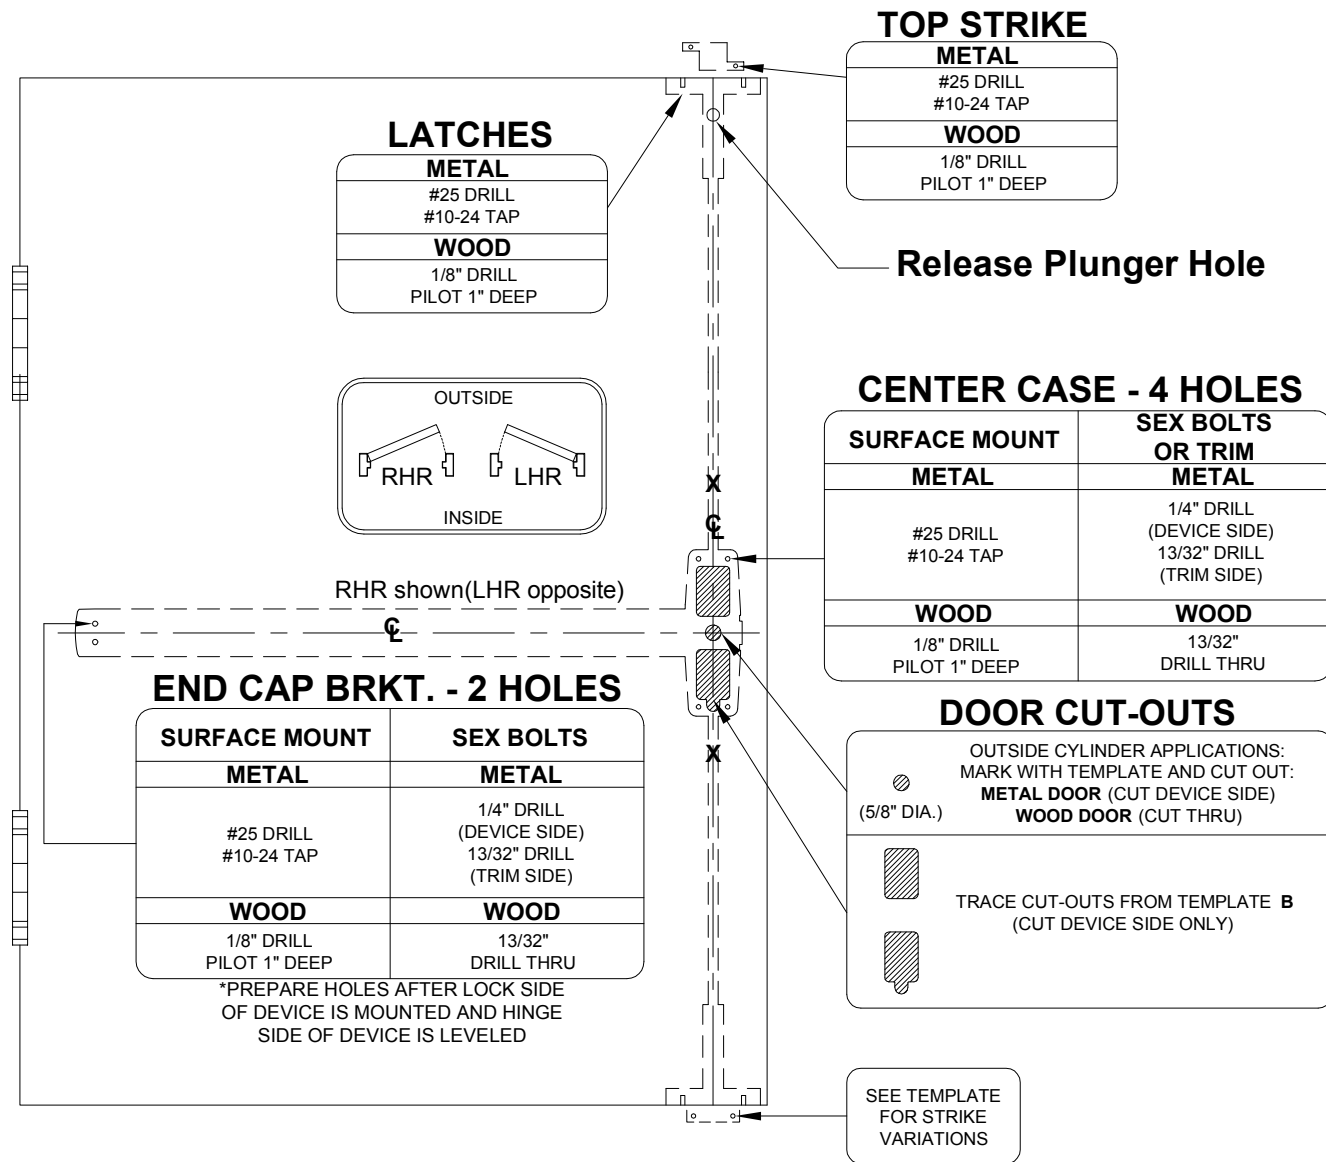 TOP STRIKE
METAL
#25 DRILL
#10-24 TAP
WOOD
1/8" DRILL
PILOT 1" DEEP
LATCHES
METAL
#25 DRILL
#10-24 TAP
WOOD
1/8" DRILL
PILOT 1" DEEP
Release Plunger Hole
OUTSIDE
RHR
LHR
INSIDE
X
℄
CENTER CASE - 4 HOLES
SURFACE MOUNT
SEX BOLTS
OR TRIM
METAL
METAL
#25 DRILL
#10-24 TAP
1/4" DRILL
(DEVICE SIDE)
13/32" DRILL
(TRIM SIDE)
WOOD
WOOD
1/8" DRILL
PILOT 1" DEEP
13/32"
DRILL THRU
RHR shown(LHR opposite)
℄
X
END CAP BRKT. - 2 HOLES
SURFACE MOUNT
SEX BOLTS
METAL
METAL
#25 DRILL
#10-24 TAP
1/4" DRILL
(DEVICE SIDE)
13/32" DRILL
(TRIM SIDE)
WOOD
WOOD
1/8" DRILL
PILOT 1" DEEP
13/32"
DRILL THRU
*PREPARE HOLES AFTER LOCK SIDE
OF DEVICE IS MOUNTED AND HINGE
SIDE OF DEVICE IS LEVELED
DOOR CUT-OUTS
(5/8" DIA.)
OUTSIDE CYLINDER APPLICATIONS:
MARK WITH TEMPLATE AND CUT OUT:
METAL DOOR (CUT DEVICE SIDE)
WOOD DOOR (CUT THRU)
TRACE CUT-OUTS FROM TEMPLATE B
(CUT DEVICE SIDE ONLY)
SEE TEMPLATE
FOR STRIKE
VARIATIONS